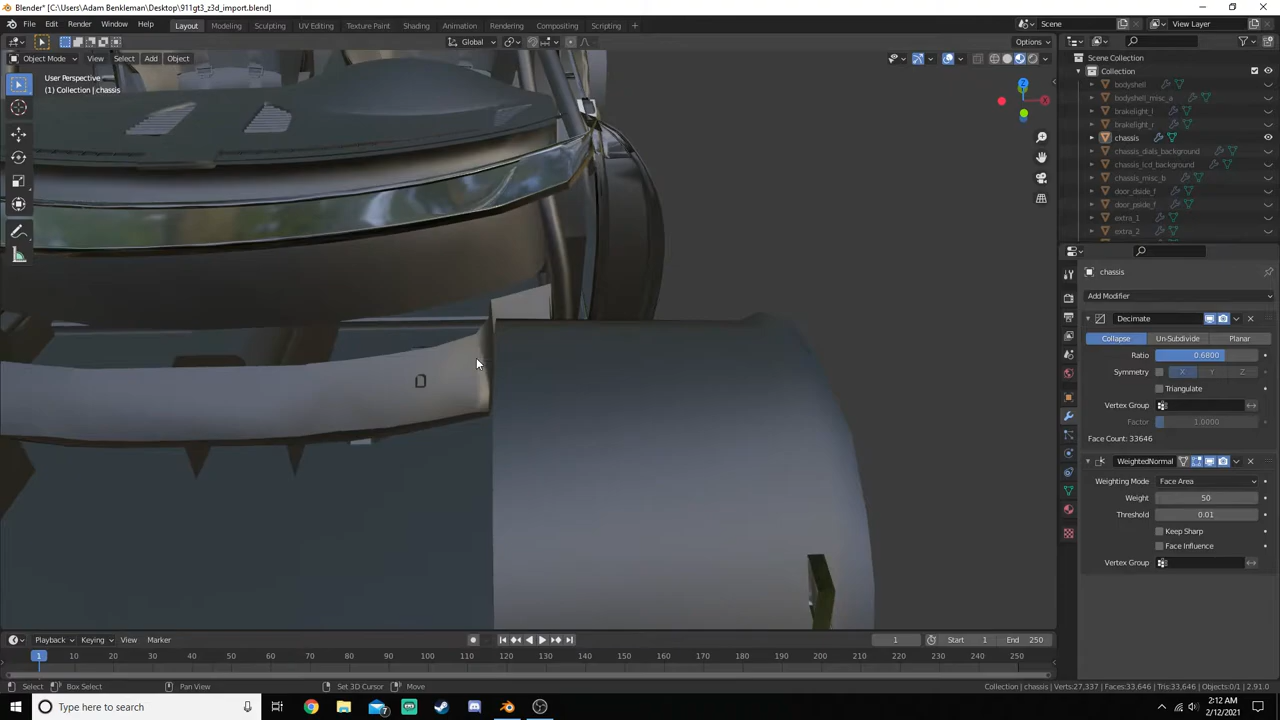 Blender* [C:\Users\Adam Benkleman\Desktop\911gt3_z3d_import.blend]
File Edit Render Window Help Layout Modeling Sculpting UV Editing Texture Paint Shading Animation Rendering Compositing Scripting + Scene View Layer
Global Options
Object Mode View Select Add Object
User Perspective
(1) Collection | chassis
X
Scene Collection
Collection
bodyshell
bodyshell_misc_a
brakelight_l
brakelight_r
chassis
chassis_dials_background
chassis_lcd_background
chassis_misc_b
door_dside_f
door_pside_f
extra_1
extra_2
chassis
Add Modifier
Decimate
Collapse Un-Subdivide Planar
Ratio 0.6800
Symmetry X Y Z
Triangulate
Vertex Group
Factor 1.0000
Face Count: 33646
WeightedNormal
Weighting Mode Face Area
Weight 50
Threshold 0.01
Keep Sharp
Face Influence
Vertex Group
Playback Keying View Marker 1 Start 1 End 250
1 10 20 30 40 50 60 70 80 90 100 110 120 130 140 150 160 170 180 190 200 210 220 230 240 250
Select Box Select Pan View Set 3D Cursor Move Collection | chassis | Verts:27,337 | Faces:33,646 | Tris:33,646 | Objects:0/1 | 2.91.0
Type here to search
2:12 AM
2/12/2021